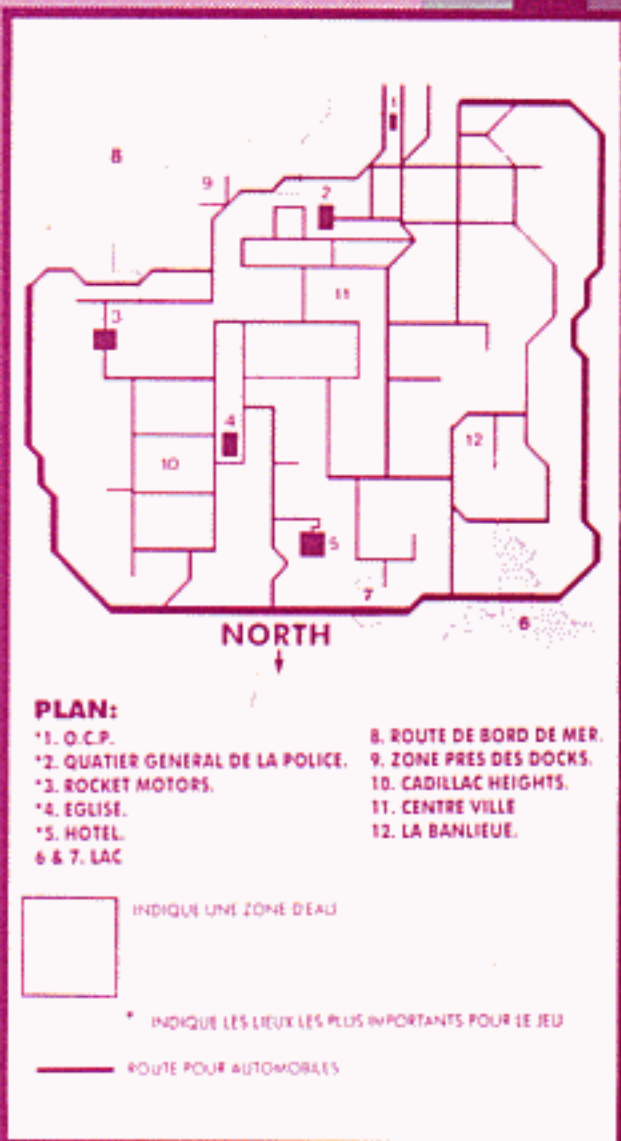 1
8
9
2
11
3
4
12
10
5
7
6
NORTH
PLAN:
*1. O.C.P.
*2. QUATIER GENERAL DE LA POLICE.
*3. ROCKET MOTORS.
*4. EGLISE.
*5. HOTEL.
6 & 7. LAC
8. ROUTE DE BORD DE MER.
9. ZONE PRES DES DOCKS.
10. CADILLAC HEIGHTS.
11. CENTRE VILLE
12. LA BANLIEUE.
INDIQUE UNE ZONE D'EAU
* INDIQUE LES LIEUX LES PLUS IMPORTANTS POUR LE JEU
ROUTE POUR AUTOMOBILES